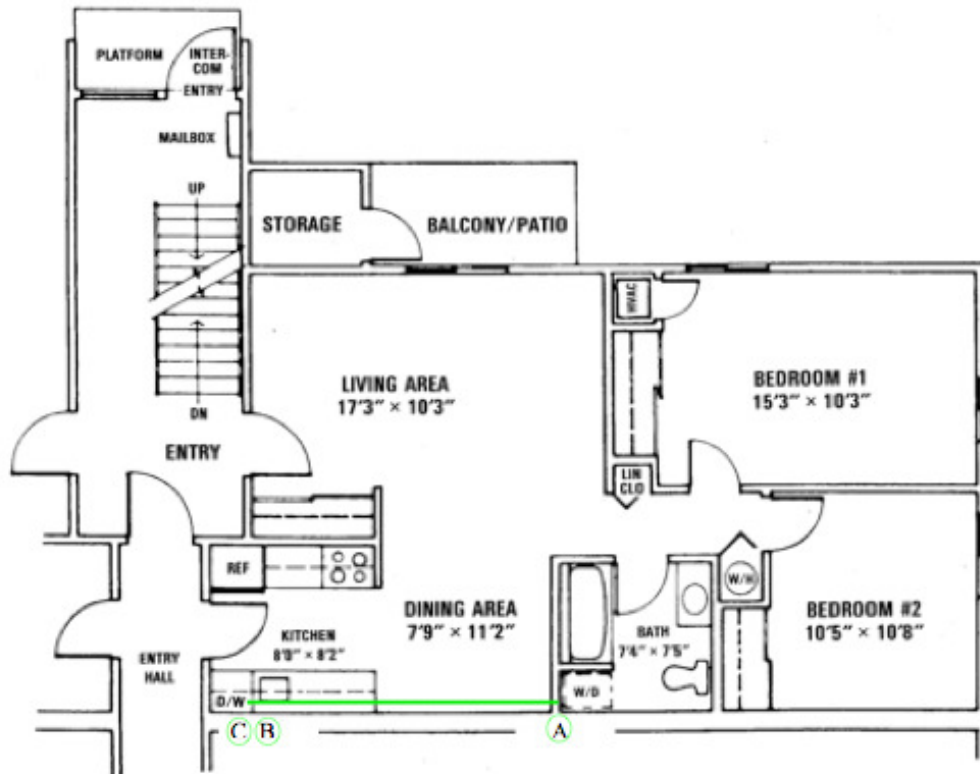 PLATFORM
INTER-
COM
ENTRY
MAILBOX
UP
STORAGE
BALCONY/PATIO
HVAC
LIVING AREA
17'3" × 10'3"
BEDROOM #1
15'3" × 10'3"
DN
ENTRY
LIN
CLO
REF
W/H
DINING AREA
7'9" × 11'2"
BEDROOM #2
10'5" × 10'8"
KITCHEN
8'0" × 8'2"
BATH
7'4" × 7'5"
ENTRY
HALL
D/W
W/D
C B A